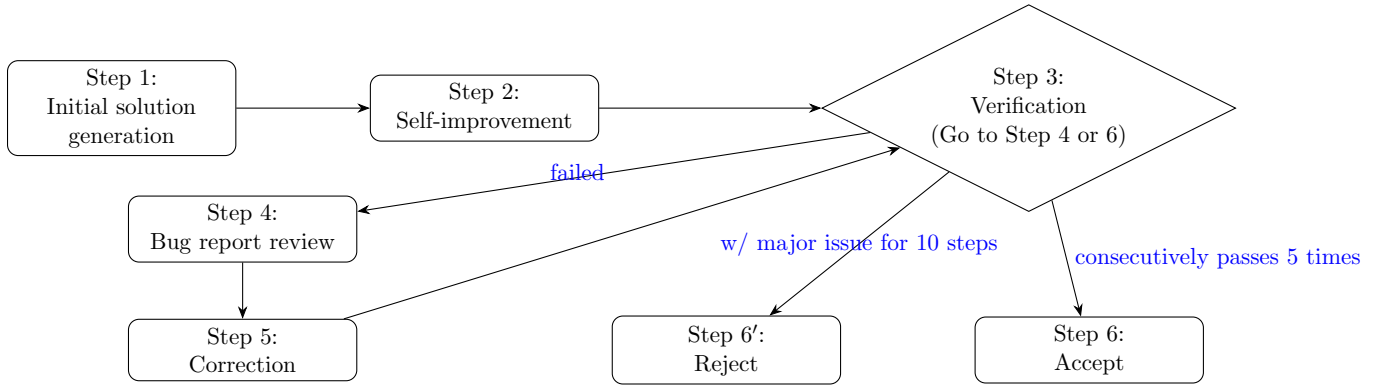 Step 1:
Initial solution
generation
Step 2:
Self-improvement
Step 3:
Verification
(Go to Step 4 or 6)
failed
Step 4:
Bug report review
w/ major issue for 10 steps
consecutively passes 5 times
Step 5:
Correction
Step 6′:
Reject
Step 6:
Accept